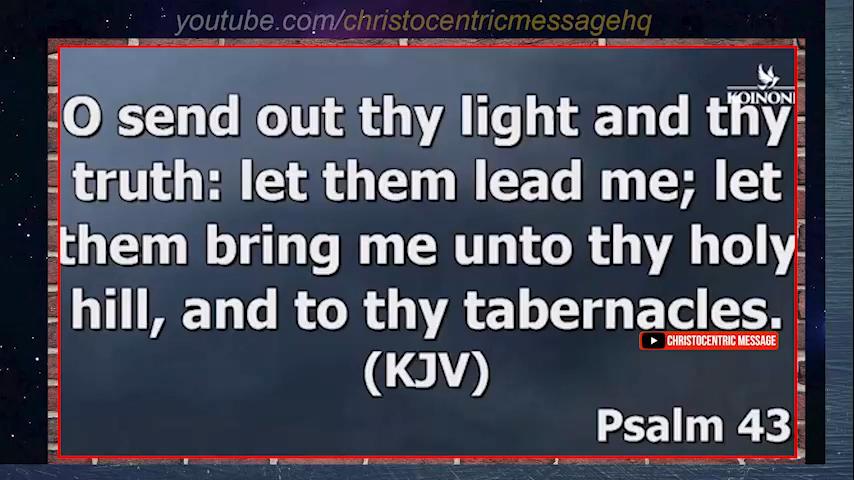 youtube.com/christocentricmessagehq
KOINONI
O send out thy light and thy
truth: let them lead me; let
them bring me unto thy holy
hill, and to thy tabernacles.
CHRISTOCENTRIC MESSAGE
(KJV)
Psalm 43